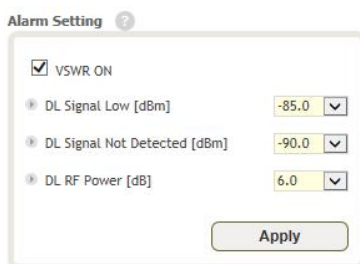 Alarm Setting ?
VSWR ON
DL Signal Low [dBm] -85.0
DL Signal Not Detected [dBm] -90.0
DL RF Power [dB] 6.0
Apply